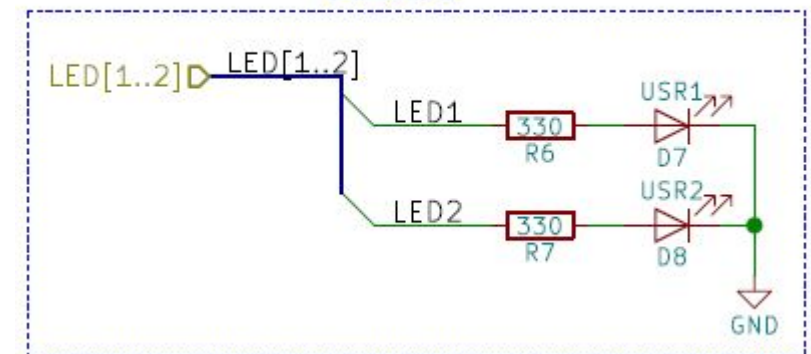 LED[1..2]
LED[1..2]
LED1
330
R6
USR1
D7
LED2
330
R7
USR2
D8
GND